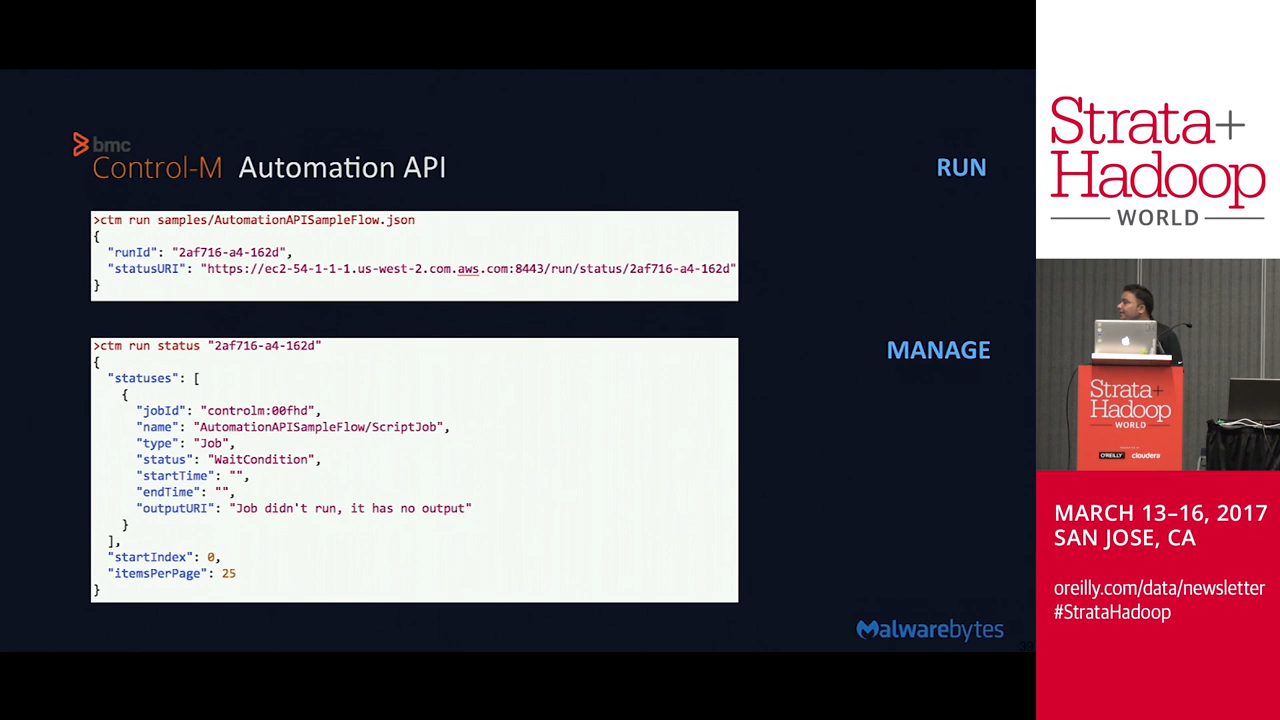 bmc
Control-M Automation API
RUN
>ctm run samples/AutomationAPISampleFlow.json
{
"runId": "2af716-a4-162d",
"statusURI": "https://ec2-54-1-1-1.us-west-2.com.aws.com:8443/run/status/2af716-a4-162d"
}
MANAGE
>ctm run status "2af716-a4-162d"
{
"statuses": [
{
"jobId": "controlm:00fhd",
"name": "AutomationAPISampleFlow/ScriptJob",
"type": "Job",
"status": "WaitCondition",
"startTime": "",
"endTime": "",
"outputURI": "Job didn't run, it has no output"
}
],
"startIndex": 0,
"itemsPerPage": 25
}
Malwarebytes
39
Strata+
Hadoop
WORLD
Strata+
Hadoop
WORLD
O'REILLY cloudera
MARCH 13–16, 2017
SAN JOSE, CA
oreilly.com/data/newsletter
#StrataHadoop